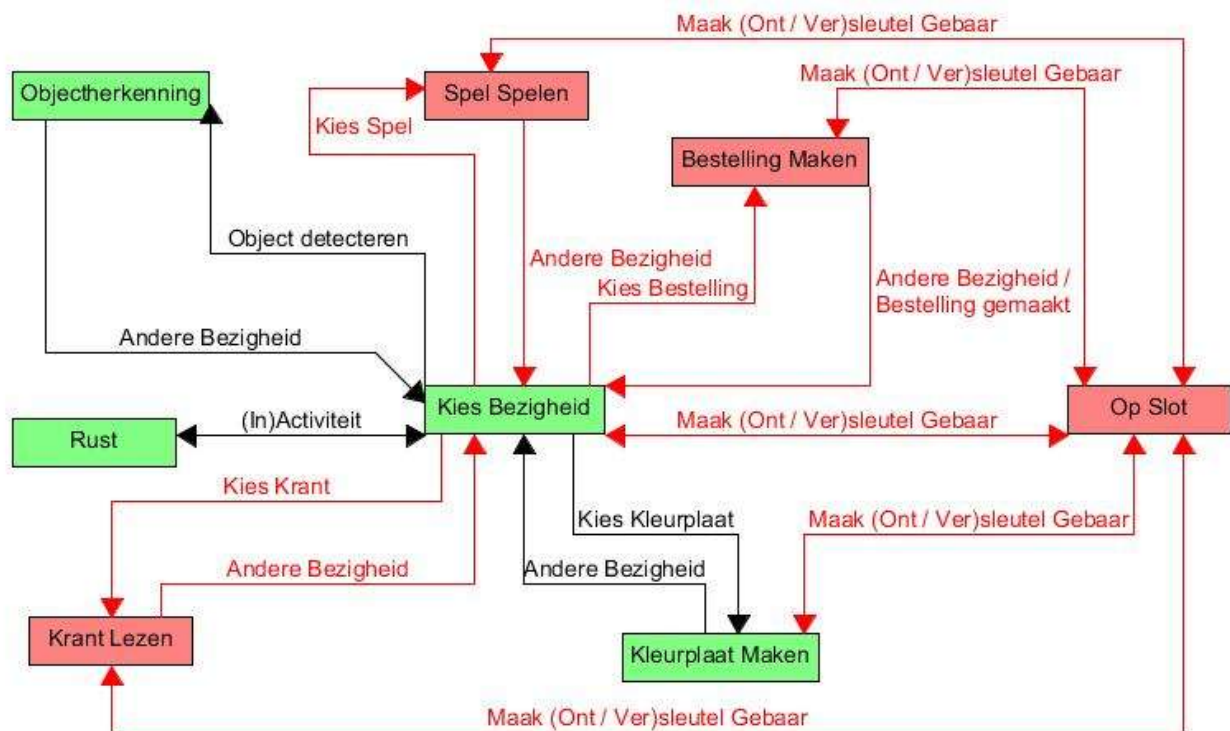 Maak (Ont / Ver)sleutel Gebaar
Objectherkenning
Spel Spelen
Maak (Ont / Ver)sleutel Gebaar
Kies Spel
Bestelling Maken
Object detecteren
Andere Bezigheid
Kies Bestelling
Andere Bezigheid /
Bestelling gemaakt
Andere Bezigheid
Kies Bezigheid
Op Slot
(In)Activiteit
Maak (Ont / Ver)sleutel Gebaar
Rust
Kies Krant
Kies Kleurplaat
Maak (Ont / Ver)sleutel Gebaar
Andere Bezigheid
Andere Bezigheid
Krant Lezen
Kleurplaat Maken
Maak (Ont / Ver)sleutel Gebaar